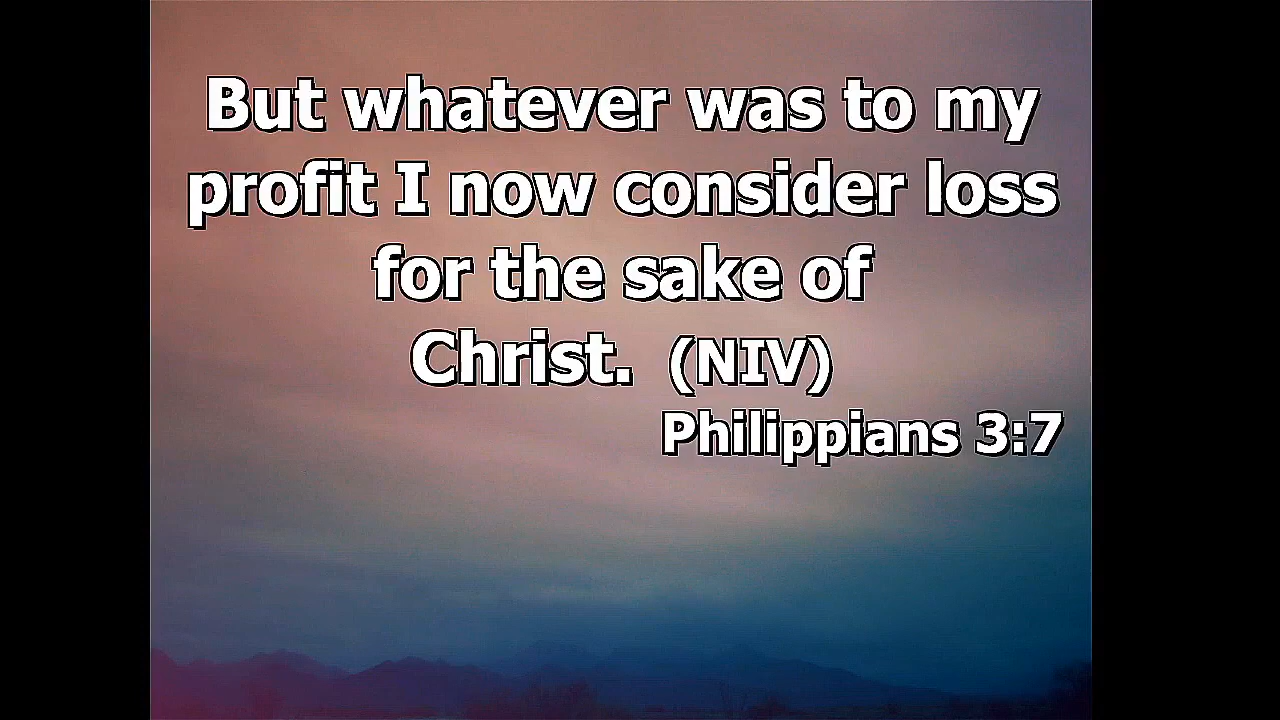 But whatever was to my
profit I now consider loss
for the sake of
Christ. (NIV)
Philippians 3:7